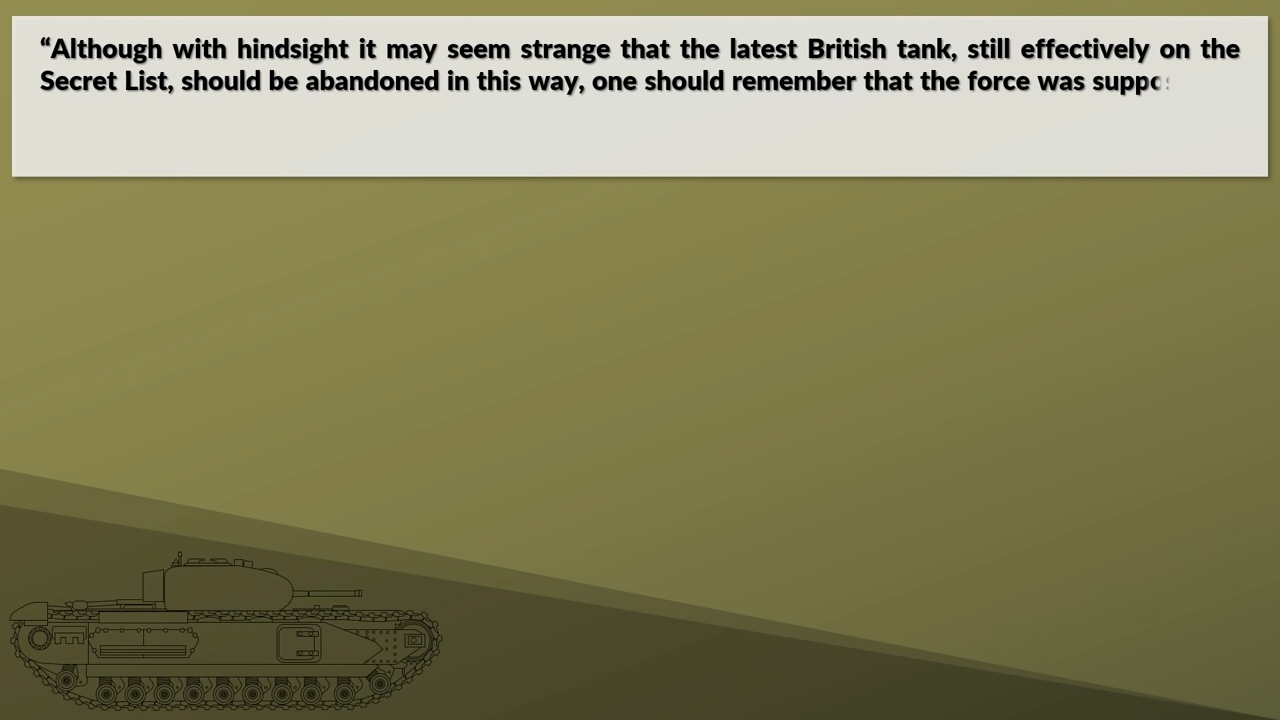 “Although with hindsight it may seem strange that the latest British tank, still effectively on the
Secret List, should be abandoned in this way, one should remember that the force was